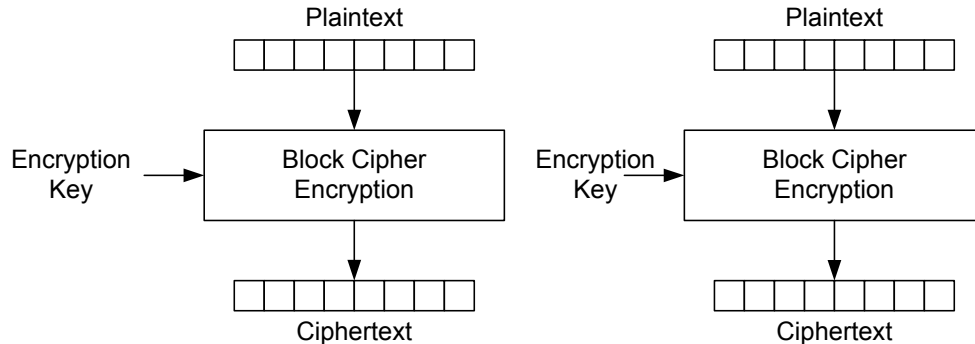 Plaintext
Plaintext
Encryption
Key
Block Cipher
Encryption
Encryption
Key
Block Cipher
Encryption
Ciphertext
Ciphertext